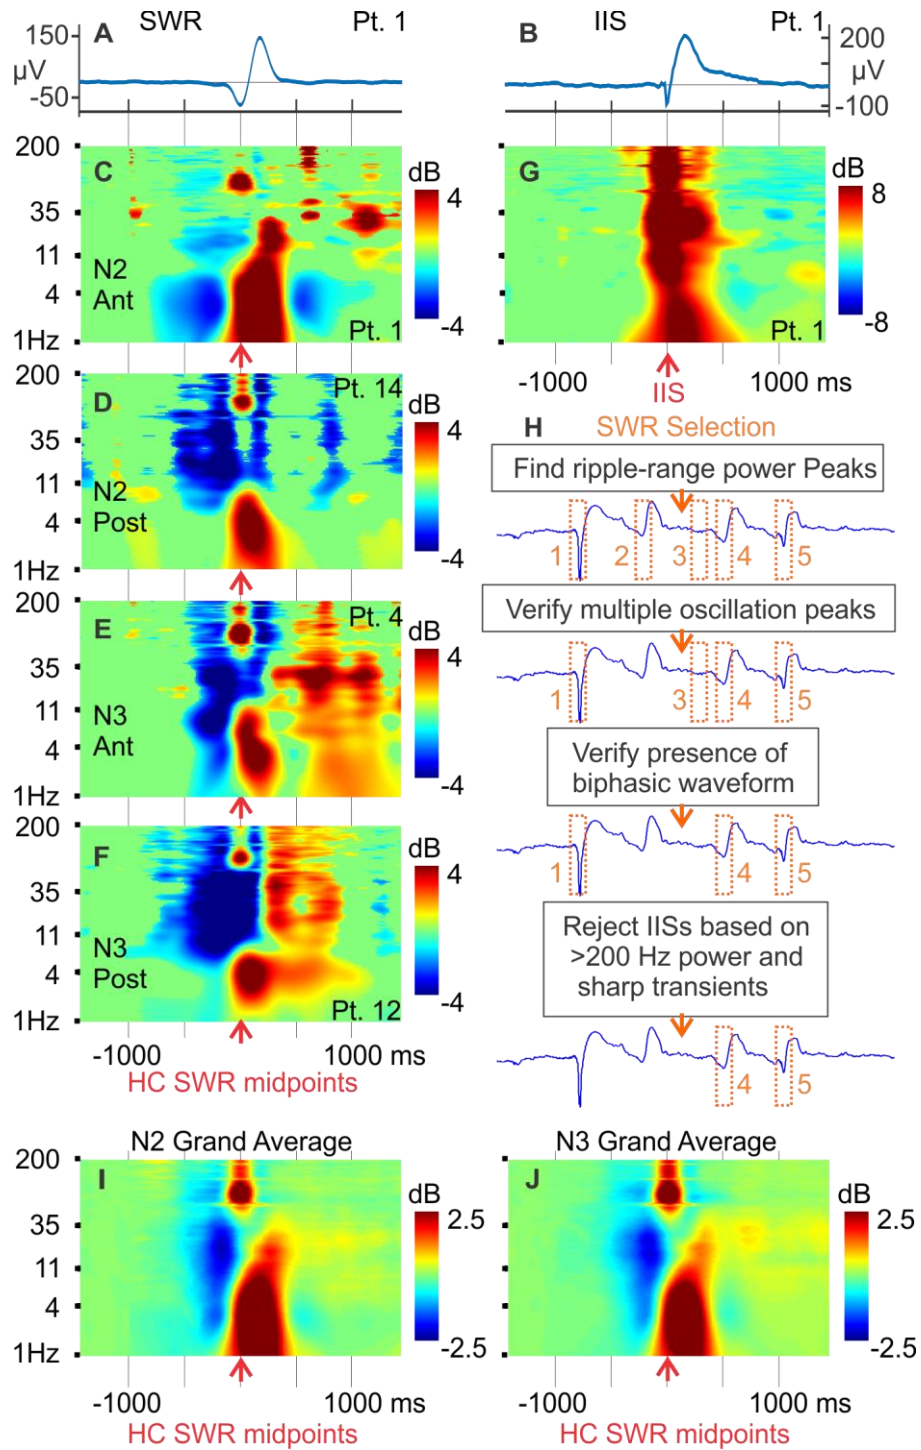 A SWR Pt. 1
150
µV
-50
B IIS Pt. 1
200
µV
-100
200
C
35
11
N2
4
Ant
1Hz
Pt. 1
dB
4
-4
G
Pt. 1
dB
8
-8
-1000 1000 ms
IIS
200
Pt. 14
D
35
11
N2
4
Post
1Hz
dB
4
-4
200
Pt. 4
E
35
11
N3
Ant
4
1Hz
dB
4
-4
200
F
35
11
N3
4
Post
1Hz
Pt. 12
dB
4
-4
-1000 1000 ms
HC SWR midpoints
H SWR Selection
Find ripple-range power Peaks
1 2 3 4 5
Verify multiple oscillation peaks
1 3 4 5
Verify presence of
biphasic waveform
1 4 5
Reject IISs based on
>200 Hz power and
sharp transients
4 5
N2 Grand Average
200
I
35
11
4
1Hz
dB
2.5
-2.5
-1000 1000 ms
HC SWR midpoints
N3 Grand Average
J
dB
2.5
-2.5
-1000 1000 ms
HC SWR midpoints